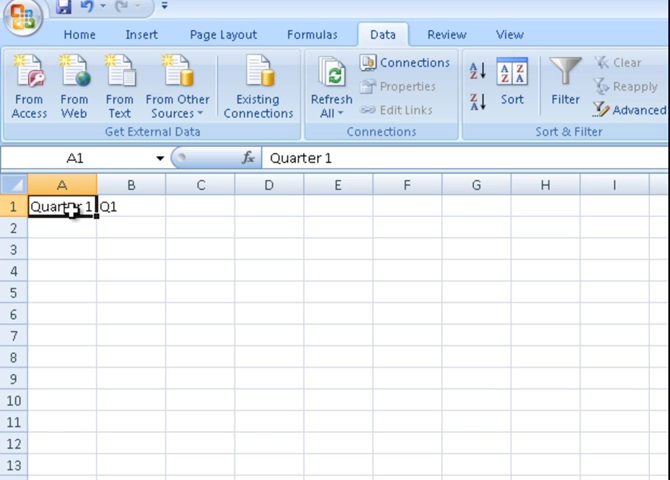 Home Insert Page Layout Formulas Data Review View
From Access
From Web
From Text
From Other Sources
Existing Connections
Get External Data
Refresh All
Connections
Properties
Edit Links
Connections
Sort
Filter
Clear
Reapply
Advanced
Sort & Filter
A1 fx Quarter 1
A B C D E F G H I
1 Quarter 1 Q1
2
3
4
5
6
7
8
9
10
11
12
13